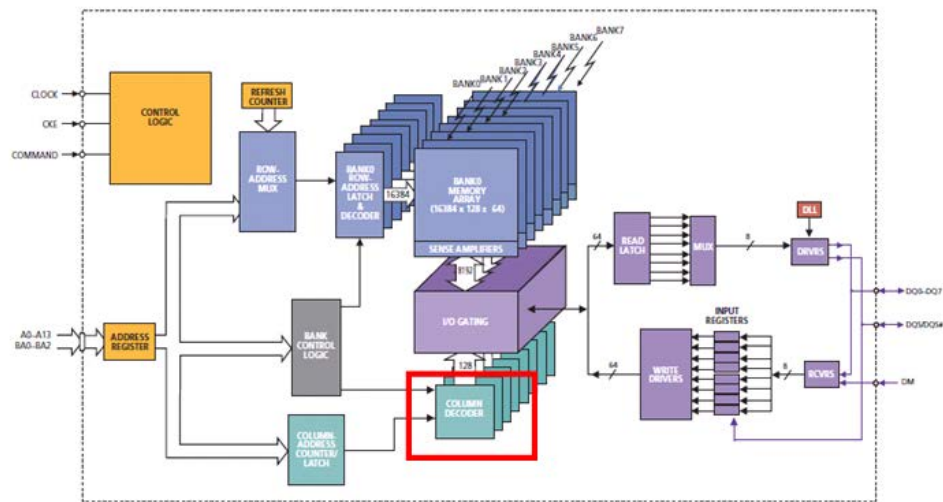 BANK7
BANK6
BANK5
BANK4
BANK3
BANK2
BANK1
BANK0
CLOCK
CKE
COMMAND
CONTROL
LOGIC
REFRESH
COUNTER
ROW-
ADDRESS
MUX
BANK0
ROW-
ADDRESS
LATCH
&
DECODER
16384
BANK0
MEMORY
ARRAY
(16384 x 128 x 64)
SENSE AMPLIFIERS
8192
I/O GATING
128
COLUMN
DECODER
A0-A13
BA0-BA2
ADDRESS
REGISTER
BANK
CONTROL
LOGIC
COLUMN-
ADDRESS
COUNTER/
LATCH
64
READ
LATCH
MUX
8
DLL
DRVRS
INPUT
REGISTERS
64
WRITE
DRIVERS
8
RCVRS
DQ0-DQ7
DQS/DQS#
DM